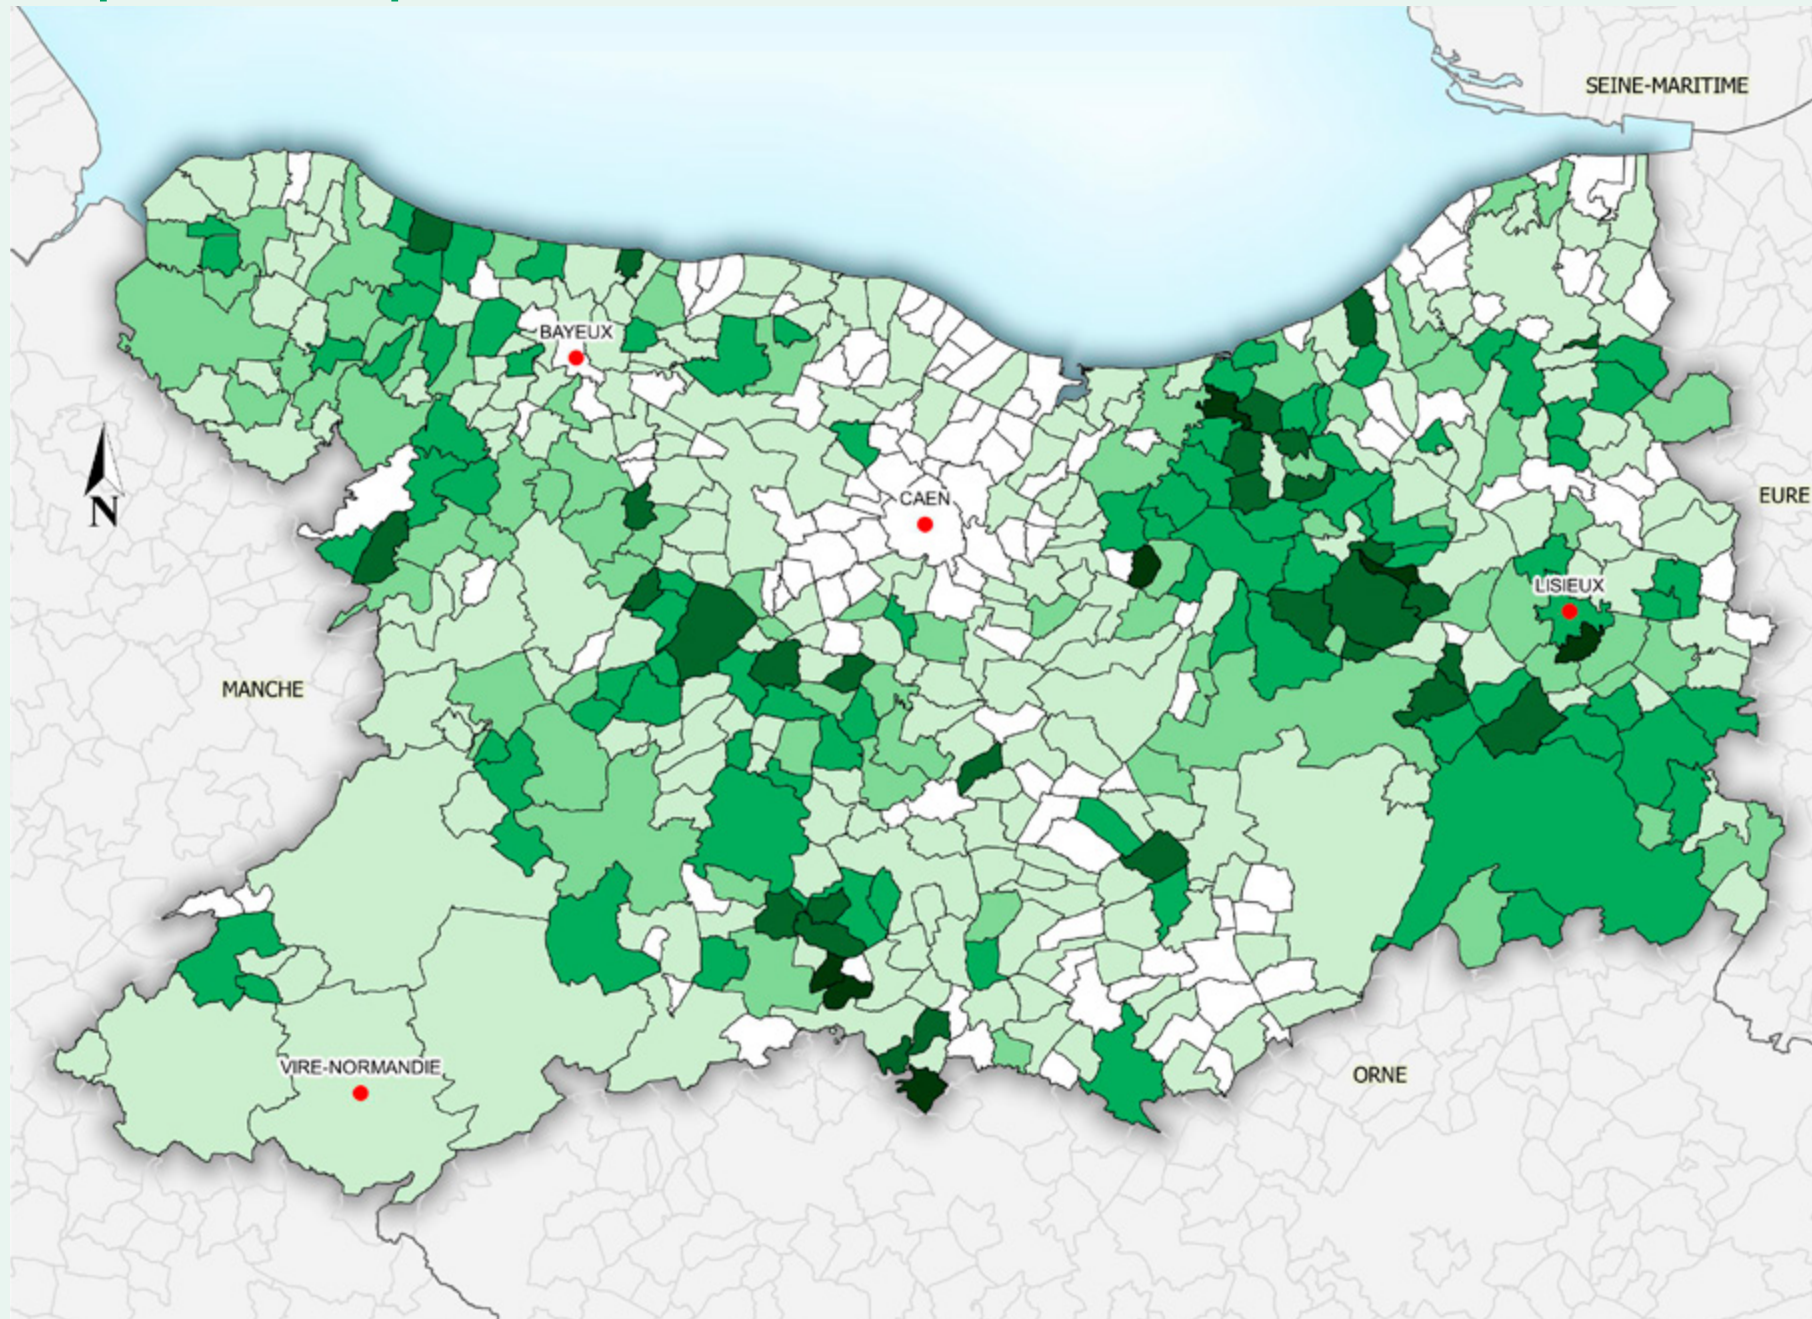 SEINE-MARITIME
BAYEUX
EURE
CAEN
N
LISIEUX
MANCHE
VIRE-NORMANDIE
ORNE